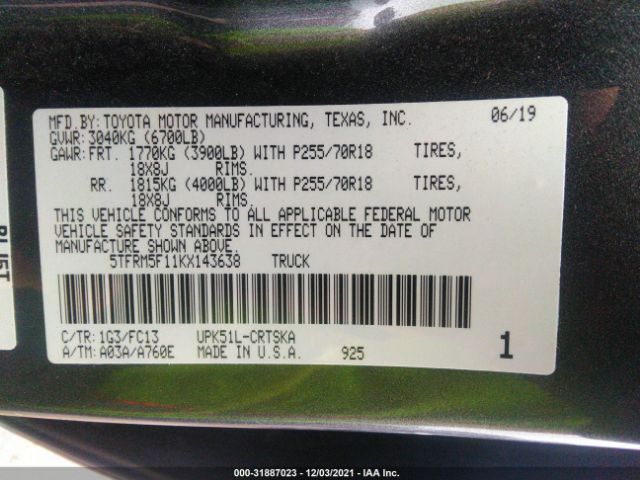 MFD.BY:TOYOTA MOTOR MANUFACTURING, TEXAS, INC. 06/19
GVWR:3040KG (6700LB)
GAWR:FRT. 1770KG (3900LB) WITH P255/70R18 TIRES,
18X8J RIMS.
RR. 1815KG (4000LB) WITH P255/70R18 TIRES,
18X8J RIMS.
THIS VEHICLE CONFORMS TO ALL APPLICABLE FEDERAL MOTOR
VEHICLE SAFETY STANDARDS IN EFFECT ON THE DATE OF
MANUFACTURE SHOWN ABOVE.
5TFRM5F11KX143638 TRUCK
C/TR:1G3/FC13 UPK51L-CRTSKA
A/TM:A03A/A760E MADE IN U.S.A. 925 1
000-31887023 - 12/03/2021 - IAA Inc.